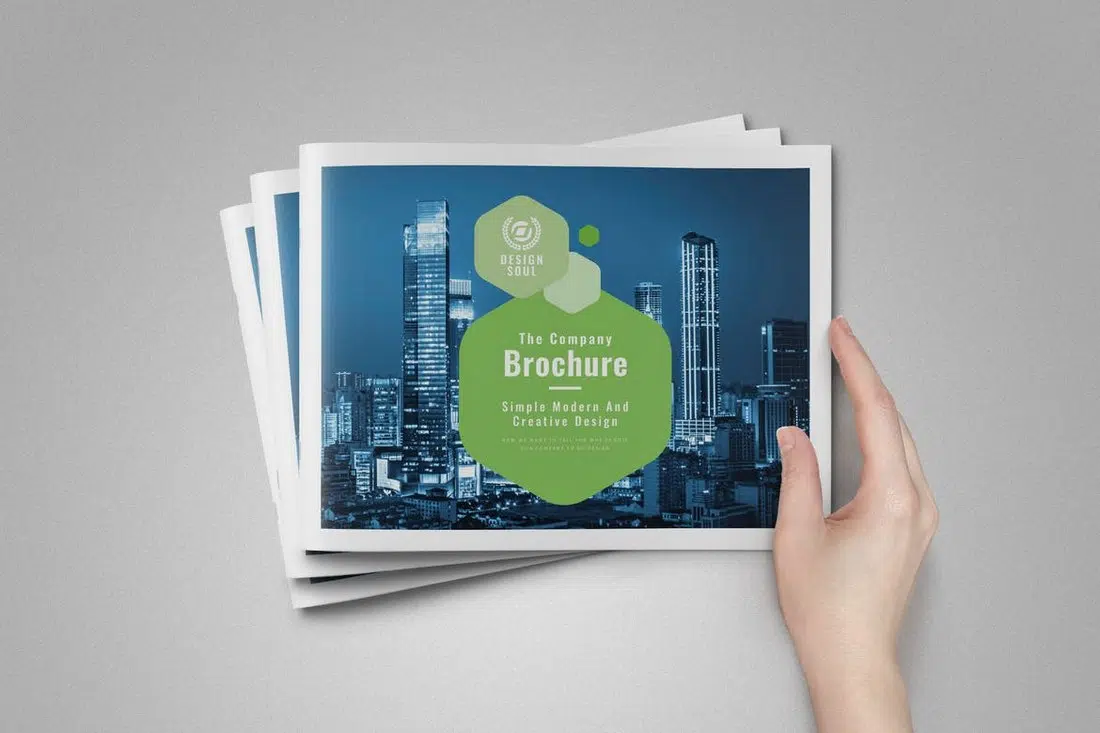 DESIGN
SOUL
The Company
Brochure
Simple Modern And
Creative Design